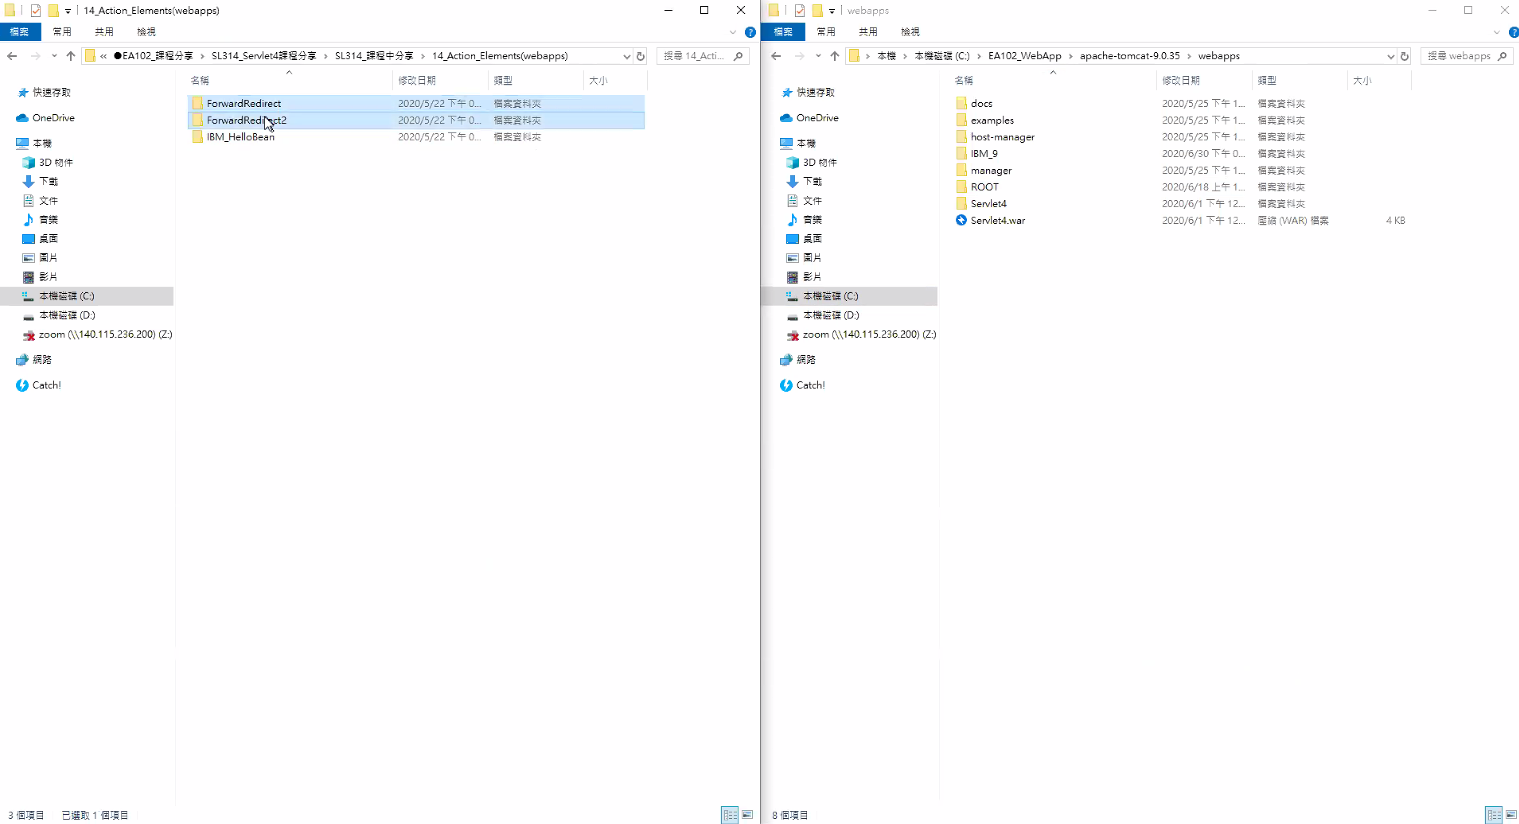 14_Action_Elements(webapps)
檔案 常用 共用 檢視
« ●EA102_課程分享 › SL314_Servlet4課程分享 › SL314_課程中分享 › 14_Action_Elements(webapps)
搜尋 14_Acti...
快速存取
OneDrive
本機
3D 物件
下載
文件
音樂
桌面
圖片
影片
本機磁碟 (C:)
本機磁碟 (D:)
zoom (\\140.115.236.200) (Z:)
網路
Catch!
名稱 修改日期 類型 大小
ForwardRedirect 2020/5/22 下午 0... 檔案資料夾
ForwardRedirect2 2020/5/22 下午 0... 檔案資料夾
IBM_HelloBean 2020/5/22 下午 0... 檔案資料夾
3 個項目 已選取 1 個項目
webapps
檔案 常用 共用 檢視
› 本機 › 本機磁碟 (C:) › EA102_WebApp › apache-tomcat-9.0.35 › webapps
搜尋 webapps
快速存取
OneDrive
本機
3D 物件
下載
文件
音樂
桌面
圖片
影片
本機磁碟 (C:)
本機磁碟 (D:)
zoom (\\140.115.236.200) (Z:)
網路
Catch!
名稱 修改日期 類型 大小
docs 2020/5/25 下午 1... 檔案資料夾
examples 2020/5/25 下午 1... 檔案資料夾
host-manager 2020/5/25 下午 1... 檔案資料夾
IBM_9 2020/6/30 下午 0... 檔案資料夾
manager 2020/5/25 下午 1... 檔案資料夾
ROOT 2020/6/18 上午 1... 檔案資料夾
Servlet4 2020/6/1 下午 12... 檔案資料夾
Servlet4.war 2020/6/1 下午 12... 壓縮 (WAR) 檔案 4 KB
8 個項目